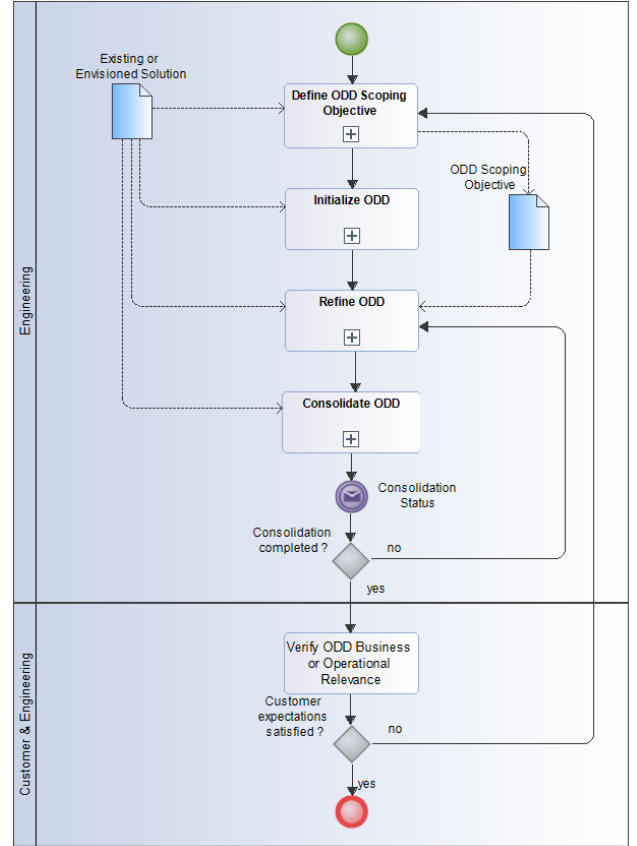 Engineering
Existing or
Envisioned Solution
Define ODD Scoping
Objective
ODD Scoping
Objective
Initialize ODD
Refine ODD
Consolidate ODD
Consolidation
Status
Consolidation
completed ?
no
yes
Customer & Engineering
Verify ODD Business
or Operational
Relevance
Customer
expectations
satisfied ?
no
yes